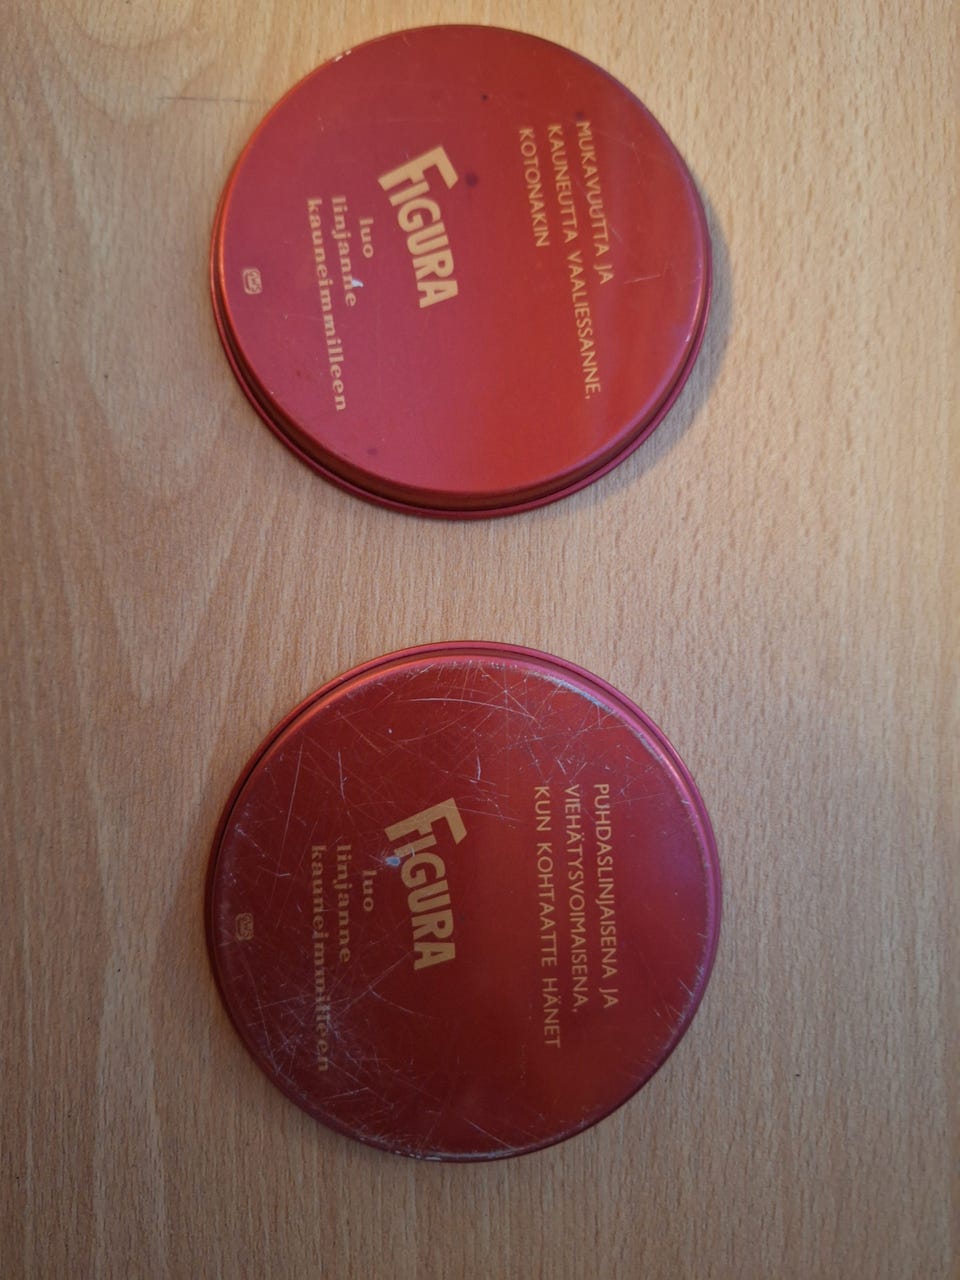 MUKAVUUTTA JA
KAUNEUTTA VAALIESSANNE,
KOTONAKIN
FIGURA
luo
linjanne
kauneimmilleen
PUHDASLINJAISENA JA
VIEHÄTYSVOIMAISENA,
KUN KOHTAATTE HÄNET
FIGURA
luo
linjanne
kauneimmilleen